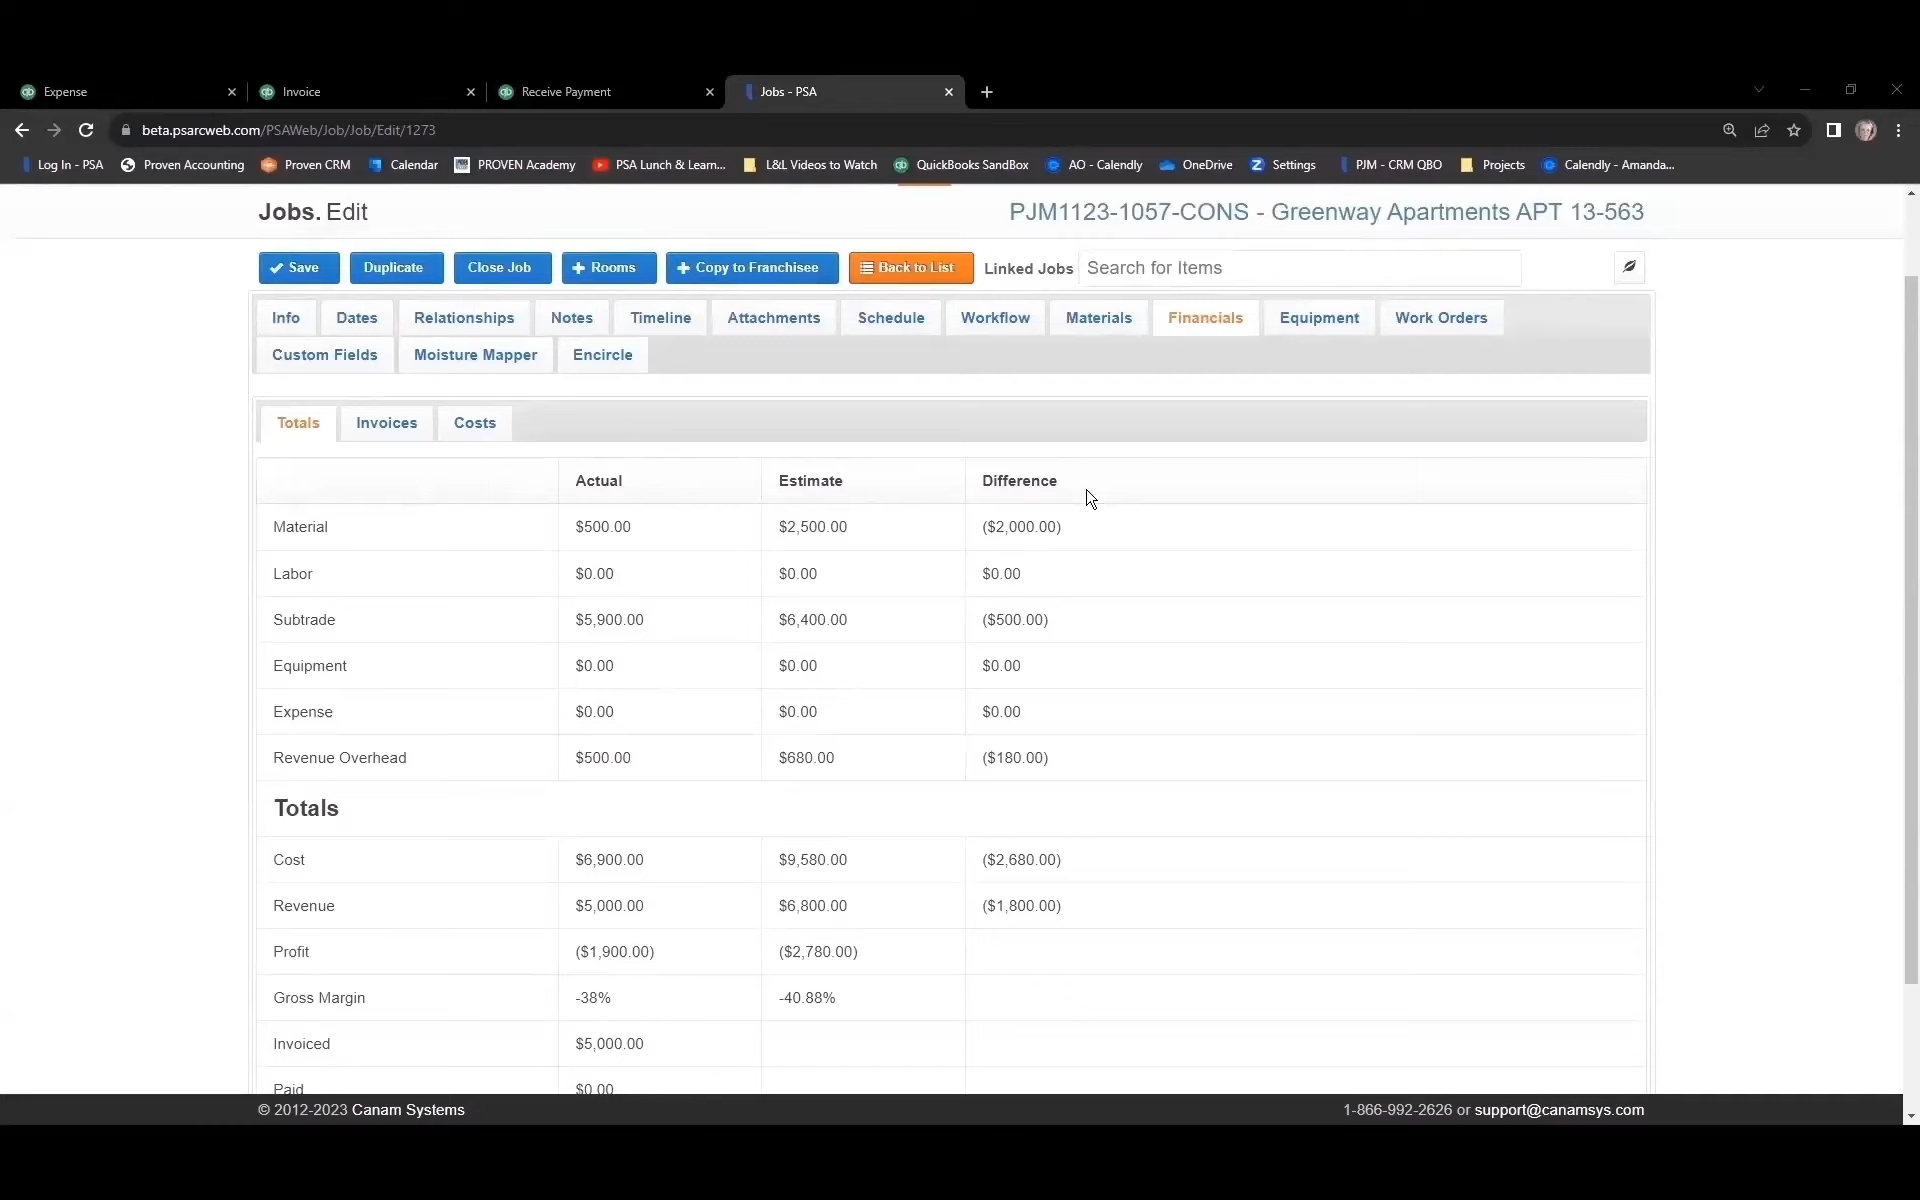 Expense Invoice Receive Payment Jobs - PSA
beta.psarcweb.com/PSAWeb/Job/Job/Edit/1273
Log In - PSA Proven Accounting Proven CRM Calendar PROVEN Academy PSA Lunch & Learn... L&L Videos to Watch QuickBooks SandBox AO - Calendly OneDrive Settings PJM - CRM QBO Projects Calendly - Amanda...
Jobs. Edit PJM1123-1057-CONS - Greenway Apartments APT 13-563
Save Duplicate Close Job Rooms Copy to Franchisee Back to List Linked Jobs Search for Items
Info Dates Relationships Notes Timeline Attachments Schedule Workflow Materials Financials Equipment Work Orders
Custom Fields Moisture Mapper Encircle
Totals Invoices Costs
Actual Estimate Difference
Material $500.00 $2,500.00 ($2,000.00)
Labor $0.00 $0.00 $0.00
Subtrade $5,900.00 $6,400.00 ($500.00)
Equipment $0.00 $0.00 $0.00
Expense $0.00 $0.00 $0.00
Revenue Overhead $500.00 $680.00 ($180.00)
Totals
Cost $6,900.00 $9,580.00 ($2,680.00)
Revenue $5,000.00 $6,800.00 ($1,800.00)
Profit ($1,900.00) ($2,780.00)
Gross Margin -38% -40.88%
Invoiced $5,000.00
Paid $0.00
© 2012-2023 Canam Systems 1-866-992-2626 or support@canamsys.com